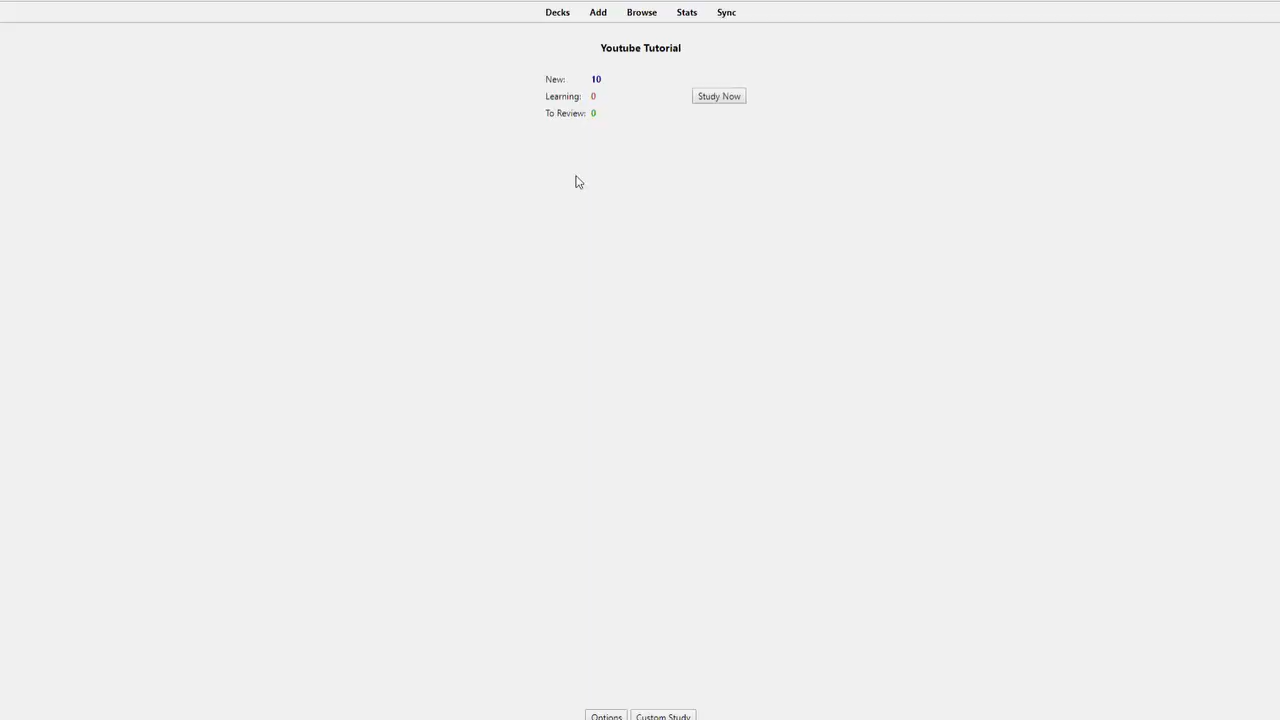 Decks Add Browse Stats Sync
Youtube Tutorial
New: 10
Learning: 0 Study Now
To Review: 0
Options Custom Study